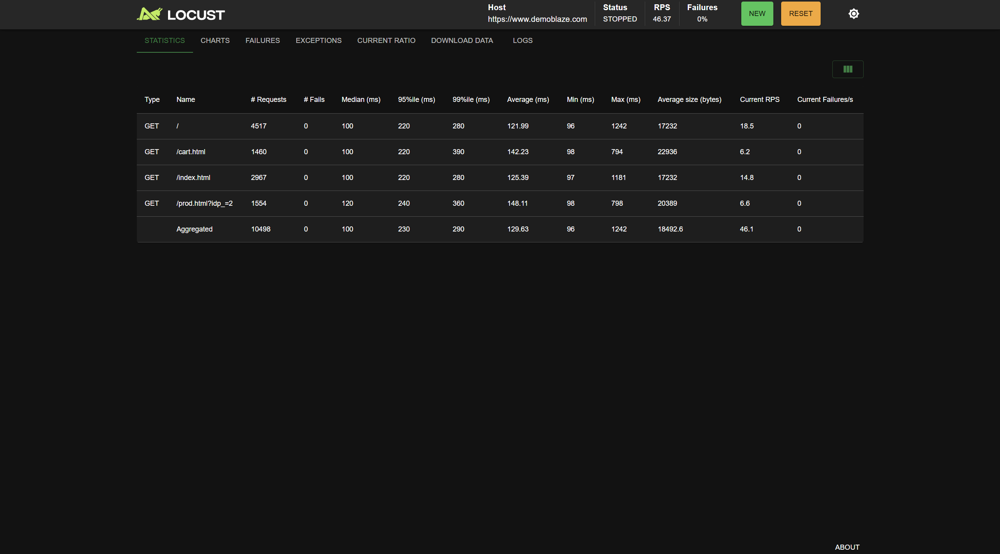 LOCUST
Host
https://www.demoblaze.com
Status
STOPPED
RPS
46.37
Failures
0%
NEW
RESET
STATISTICS CHARTS FAILURES EXCEPTIONS CURRENT RATIO DOWNLOAD DATA LOGS
Type Name # Requests # Fails Median (ms) 95%ile (ms) 99%ile (ms) Average (ms) Min (ms) Max (ms) Average size (bytes) Current RPS Current Failures/s
GET / 4517 0 100 220 280 121.99 96 1242 17232 18.5 0
GET /cart.html 1460 0 100 220 390 142.23 98 794 22936 6.2 0
GET /index.html 2967 0 100 220 280 125.39 97 1181 17232 14.8 0
GET /prod.html?idp_=2 1554 0 120 240 360 148.11 98 798 20389 6.6 0
Aggregated 10498 0 100 230 290 129.63 96 1242 18492.6 46.1 0
ABOUT